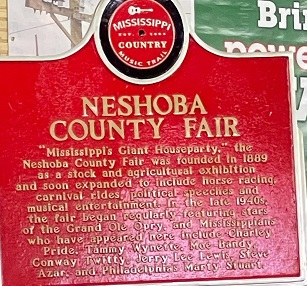 MISSISSIPPI
COUNTRY
MUSIC TRAIL
Bri
powe
NESHOBA
COUNTY FAIR
"Mississippi's Giant Houseparty," the
Neshoba County Fair was founded in 1889
as a stock and agricultural exhibition
and soon expanded to include horse racing,
carnival rides, political speeches and
musical entertainment. In the late 1940s,
the fair began regularly featuring stars
of the Grand Ole Opry, and Mississippians
who have appeared here include Charley
Pride, Tammy Wynette, Moe Bandy,
Conway Twitty, Jerry Lee Lewis, Steve
Azar, and Philadelphia's Marty Stuart.